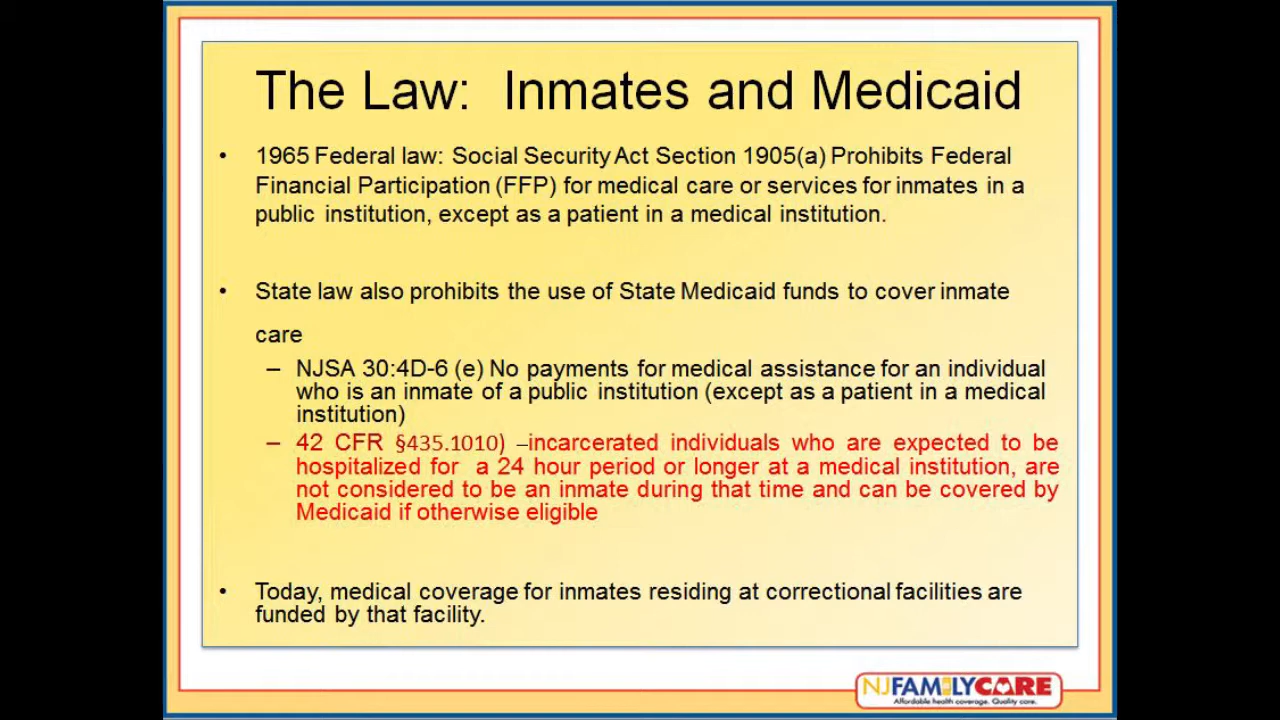 The Law:  Inmates and Medicaid
• 1965 Federal law: Social Security Act Section 1905(a) Prohibits Federal
Financial Participation (FFP) for medical care or services for inmates in a
public institution, except as a patient in a medical institution.
• State law also prohibits the use of State Medicaid funds to cover inmate
care
– NJSA 30:4D-6 (e) No payments for medical assistance for an individual
who is an inmate of a public institution (except as a patient in a medical
institution)
– 42 CFR §435.1010) –incarcerated individuals who are expected to be
hospitalized for  a 24 hour period or longer at a medical institution, are
not considered to be an inmate during that time and can be covered by
Medicaid if otherwise eligible
• Today, medical coverage for inmates residing at correctional facilities are
funded by that facility.
NJFAMILYCARE
Affordable health coverage. Quality care.